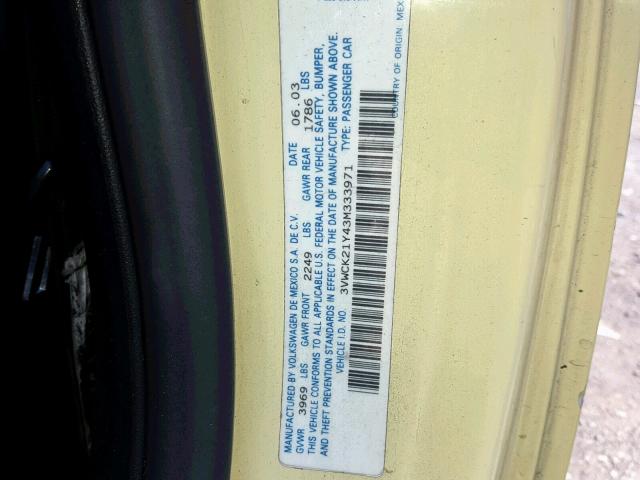 MANUFACTURED BY VOLKSWAGEN DE MEXICO S.A. DE C.V. DATE 06.03
GVWR 3969 LBS GAWR FRONT 2249 LBS GAWR REAR 1786 LBS
THIS VEHICLE CONFORMS TO ALL APPLICABLE U.S. FEDERAL MOTOR VEHICLE SAFETY, BUMPER,
AND THEFT PREVENTION STANDARDS IN EFFECT ON THE DATE OF MANUFACTURE SHOWN ABOVE.
VEHICLE I.D. NO. 3VWCK21Y43M333971 TYPE: PASSENGER CAR
COUNTRY OF ORIGIN MEX